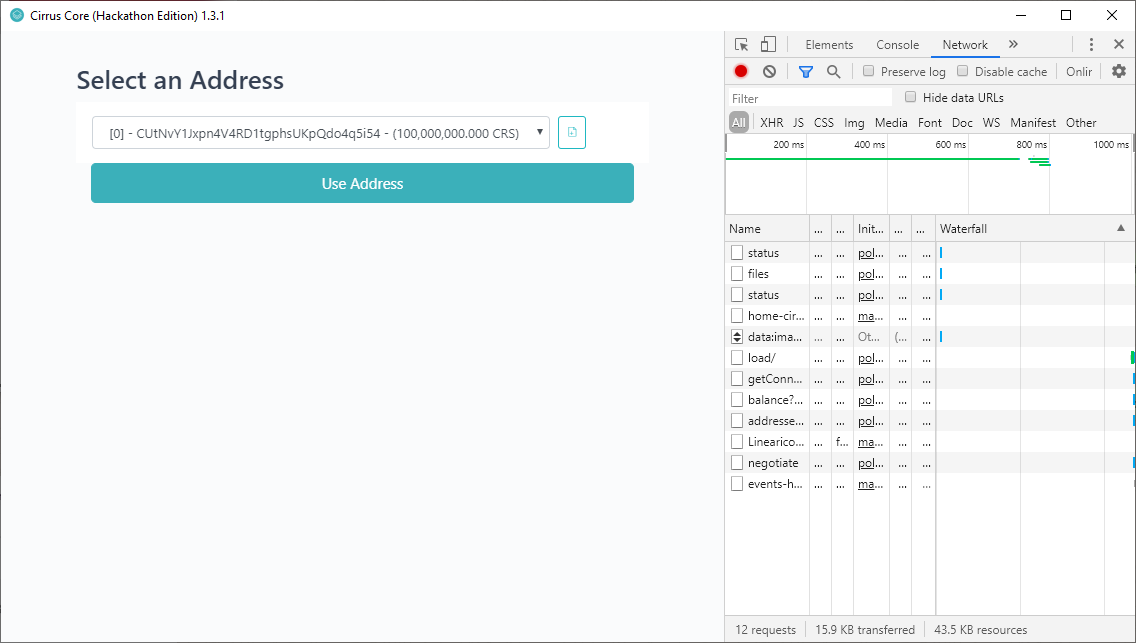 Cirrus Core (Hackathon Edition) 1.3.1
Select an Address
[0] - CUtNvY1Jxpn4V4RD1tgphsUKpQdo4q5i54 - (100,000,000.000 CRS)
Use Address
Elements Console Network »
Preserve log Disable cache Onlir
Filter Hide data URLs
All XHR JS CSS Img Media Font Doc WS Manifest Other
200 ms 400 ms 600 ms 800 ms 1000 ms
Name ... ... Init... ... ... Waterfall
status ... ... pol... ... ...
files ... ... pol... ... ...
status ... ... pol... ... ...
home-cir... ... ... ma... ... ...
data:ima... ... ... Ot... (... ...
load/ ... ... pol... ... ...
getConn... ... ... pol... ... ...
balance?... ... ... pol... ... ...
addresse... ... ... pol... ... ...
Linearico... ... f... ma... ... ...
negotiate ... ... pol... ... ...
events-h... ... ... ma... ... ...
12 requests 15.9 KB transferred 43.5 KB resources